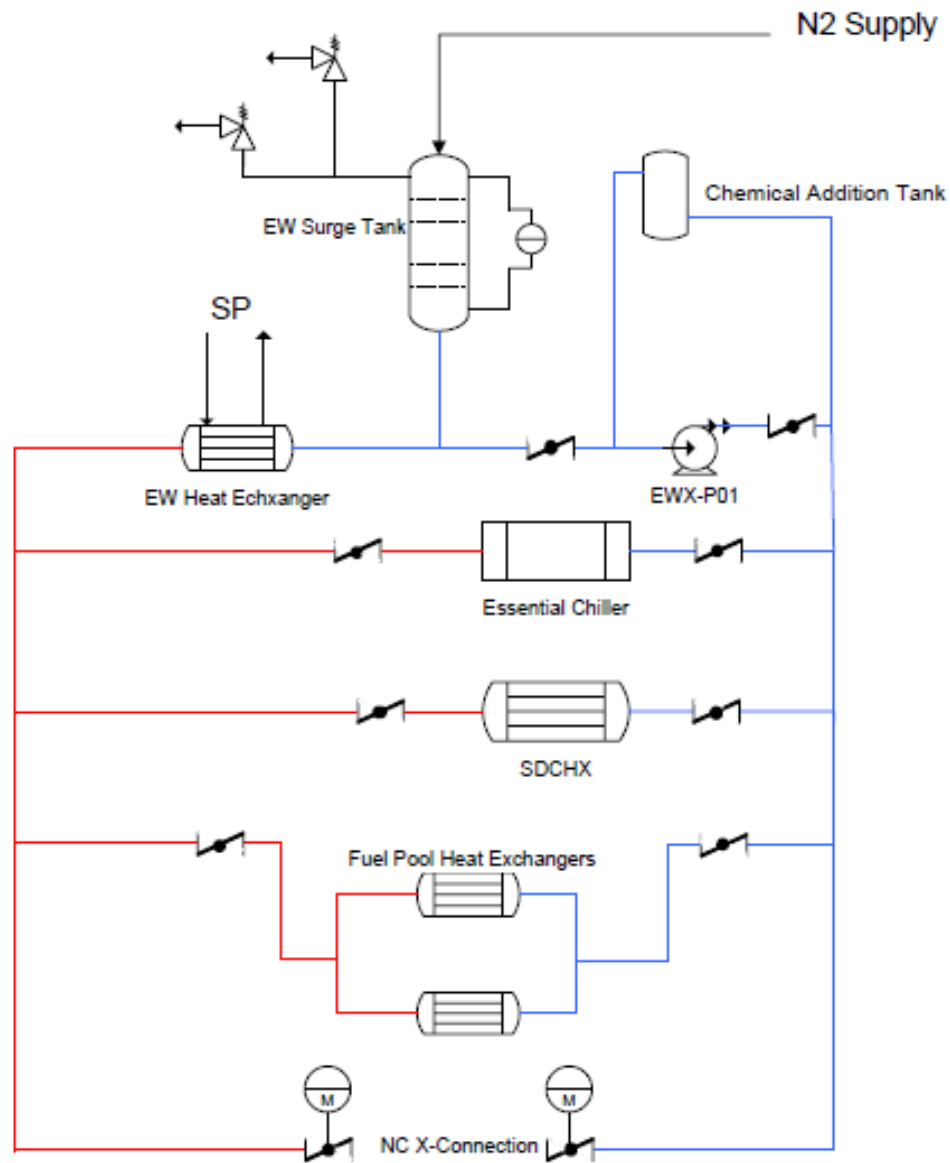 N2 Supply
Chemical Addition Tank
EW Surge Tank
SP
EW Heat Echxanger
EWX-P01
Essential Chiller
SDCHX
Fuel Pool Heat Exchangers
M
M
NC X-Connection